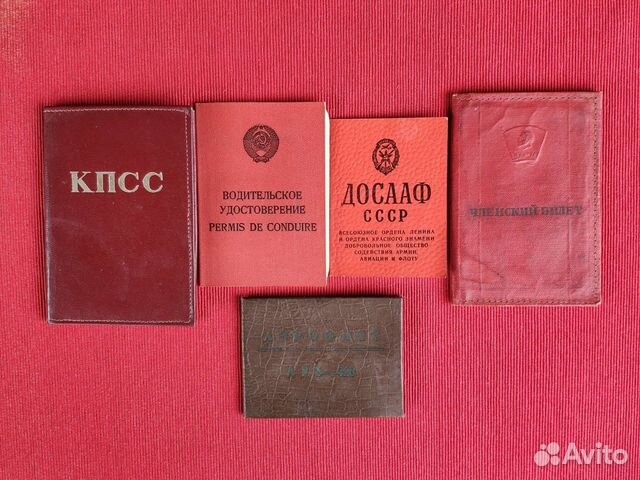 КПСС
ВОДИТЕЛЬСКОЕ
УДОСТОВЕРЕНИЕ
PERMIS DE CONDUIRE
ДОСААФ
СССР
ВСЕСОЮЗНОЕ ОРДЕНА ЛЕНИНА
И ОРДЕНА КРАСНОГО ЗНАМЕНИ
ДОБРОВОЛЬНОЕ ОБЩЕСТВО
СОДЕЙСТВИЯ АРМИИ,
АВИАЦИИ И ФЛОТУ
ЧЛЕНСКИЙ БИЛЕТ
Avito